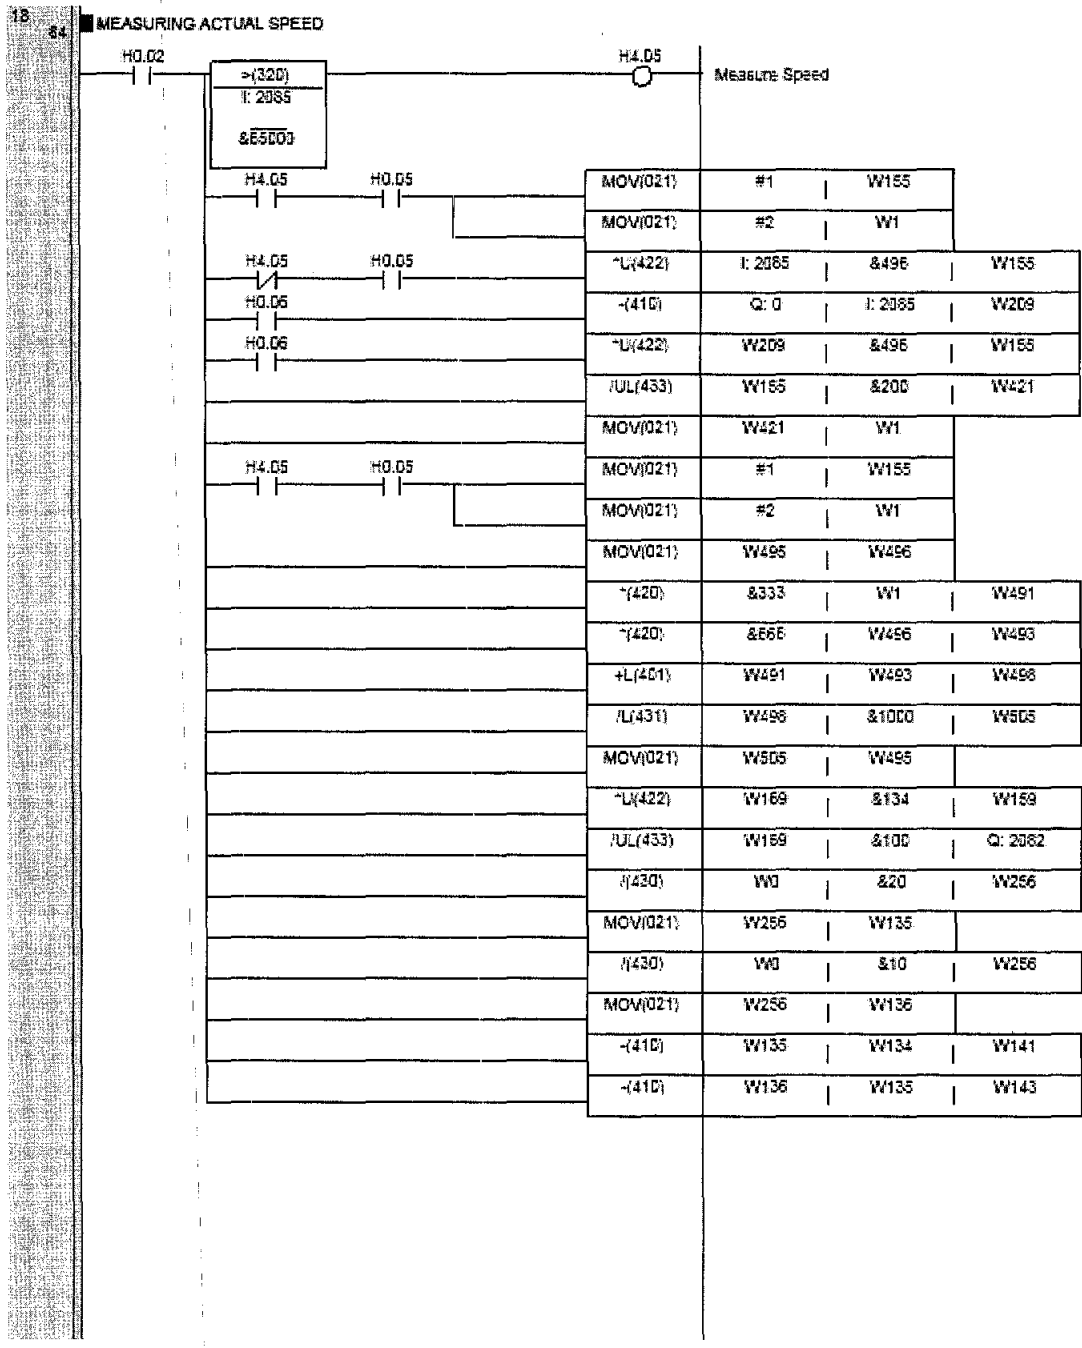 18
64
MEASURING ACTUAL SPEED
H0.02
H4.05
>(320)
Measure Speed
I: 2085
H4.05 H0.05
MOV(021) #1 W155
MOV(021) #2 W1
H4.05 H0.05
*U(422) I: 2085 &496 W155
H0.06
-(410) Q: 0 I: 2085 W209
H0.06
*U(422) W209 &496 W155
/UL(433) W155 &200 W421
MOV(021) W421 W1
H4.05 H0.05
MOV(021) #1 W155
MOV(021) #2 W1
MOV(021) W495 W496
*(420) &333 W1 W491
*(420) &666 W496 W493
+L(401) W491 W493 W498
/L(431) W498 &1000 W505
MOV(021) W505 W495
*U(422) W169 &134 W159
/UL(433) W159 &100 Q: 2082
/(430) W0 &20 W256
MOV(021) W256 W135
/(430) W0 &10 W256
MOV(021) W256 W136
-(410) W135 W134 W141
-(410) W136 W135 W143